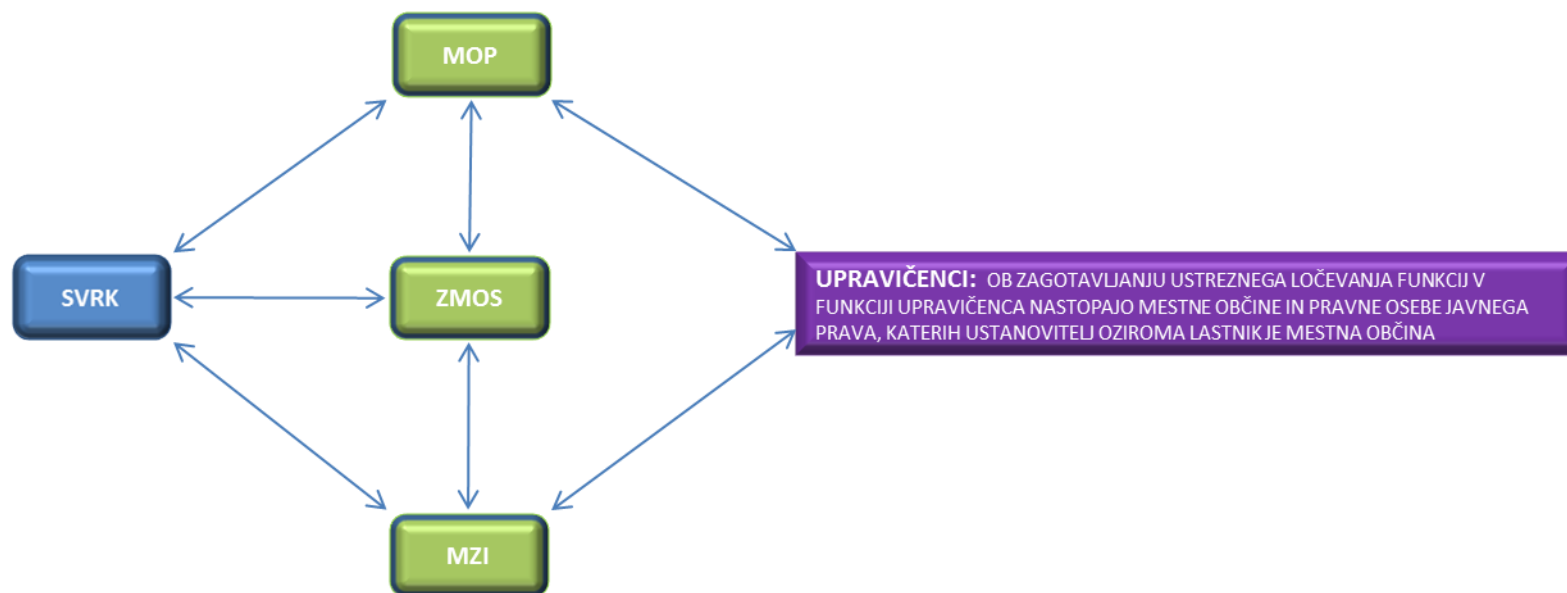 MOP
SVRK
ZMOS
UPRAVIČENCI: OB ZAGOTAVLJANJU USTREZNEGA LOČEVANJA FUNKCIJ V
FUNKCIJI UPRAVIČENCA NASTOPAJO MESTNE OBČINE IN PRAVNE OSEBE JAVNEGA
PRAVA, KATERIH USTANOVITELJ OZIROMA LASTNIK JE MESTNA OBČINA
MZI